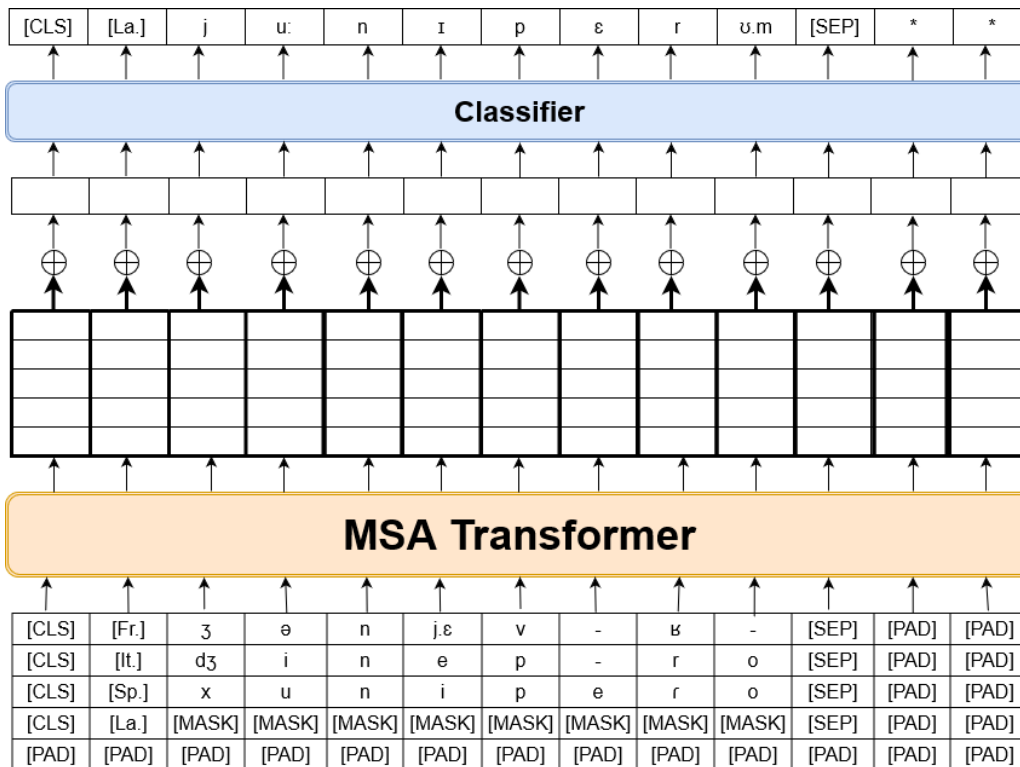 [CLS] [La.] j u: n ɪ p ɛ r ʊ.m [SEP] * *
Classifier
MSA Transformer
[CLS] [Fr.] ʒ ə n j.ɛ v - ʁ - [SEP] [PAD] [PAD]
[CLS] [It.] dʒ i n e p - r o [SEP] [PAD] [PAD]
[CLS] [Sp.] x u n i p e ɾ o [SEP] [PAD] [PAD]
[CLS] [La.] [MASK] [MASK] [MASK] [MASK] [MASK] [MASK] [MASK] [MASK] [SEP] [PAD] [PAD]
[PAD] [PAD] [PAD] [PAD] [PAD] [PAD] [PAD] [PAD] [PAD] [PAD] [PAD] [PAD] [PAD]